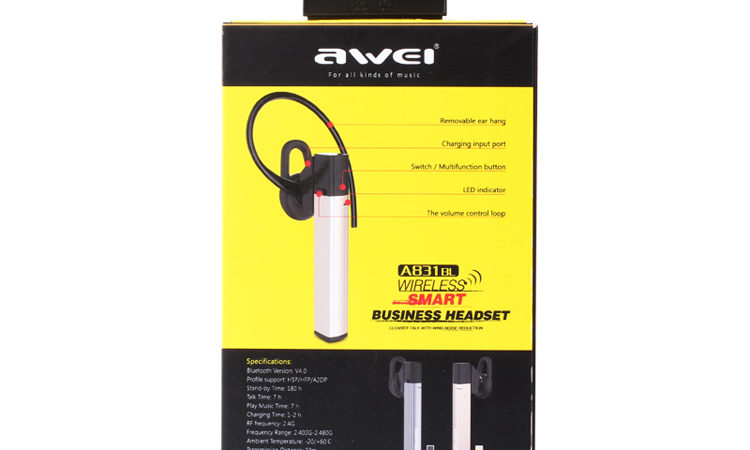 awei®
For all kinds of music
Removable ear hang
Charging input port
Switch / Multifunction button
LED indicator
The volume control loop
A831BL
WIRELESS
SMART
BUSINESS HEADSET
CLEARER TALK WITH WIND-NOISE REDUCTION
Specifications:
Bluetooth Version: V4.0
Profile support: HSP/HFP/A2DP
Stand-by Time: 180 h
Talk Time: 7 h
Play Music Time: 7 h
Charging Time: 1-2 h
RF frequency: 2.4G
Frequency Range: 2.402G-2.480G
Ambient Temperature: -20/+60℃
Transmission Distance: 10m